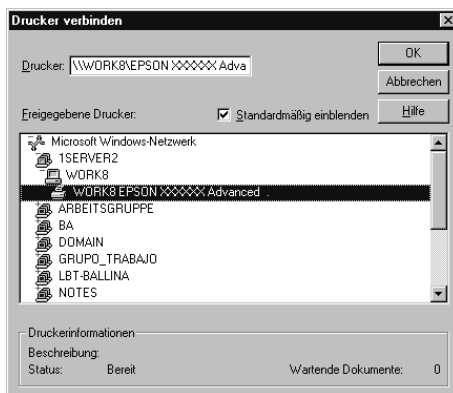 Drucker verbinden
Drucker: \\WORK8\EPSON XXXXXX Adva
OK
Abbrechen
Freigegebene Drucker:
Standardmäßig einblenden
Hilfe
Microsoft Windows-Netzwerk
1SERVER2
WORK8
WORK8 EPSON XXXXXX Advanced .
ARBEITSGRUPPE
BA
DOMAIN
GRUPO_TRABAJO
LBT-BALLINA
NOTES
Druckerinformationen
Beschreibung:
Status: Bereit Wartende Dokumente: 0